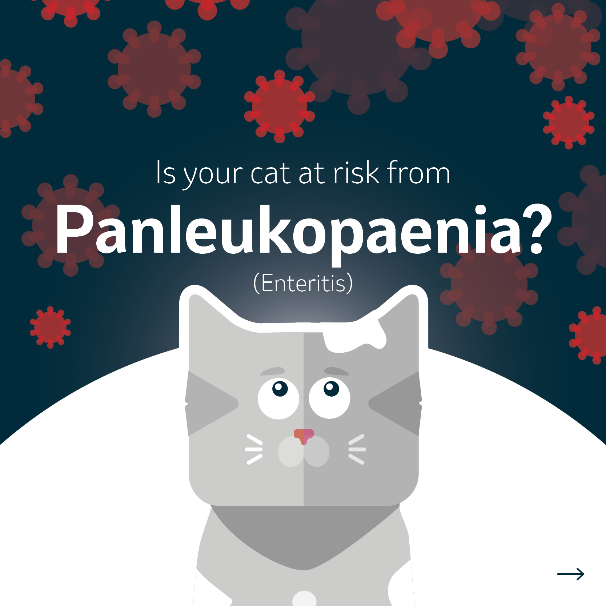 Is your cat at risk from
Panleukopaenia?
(Enteritis)